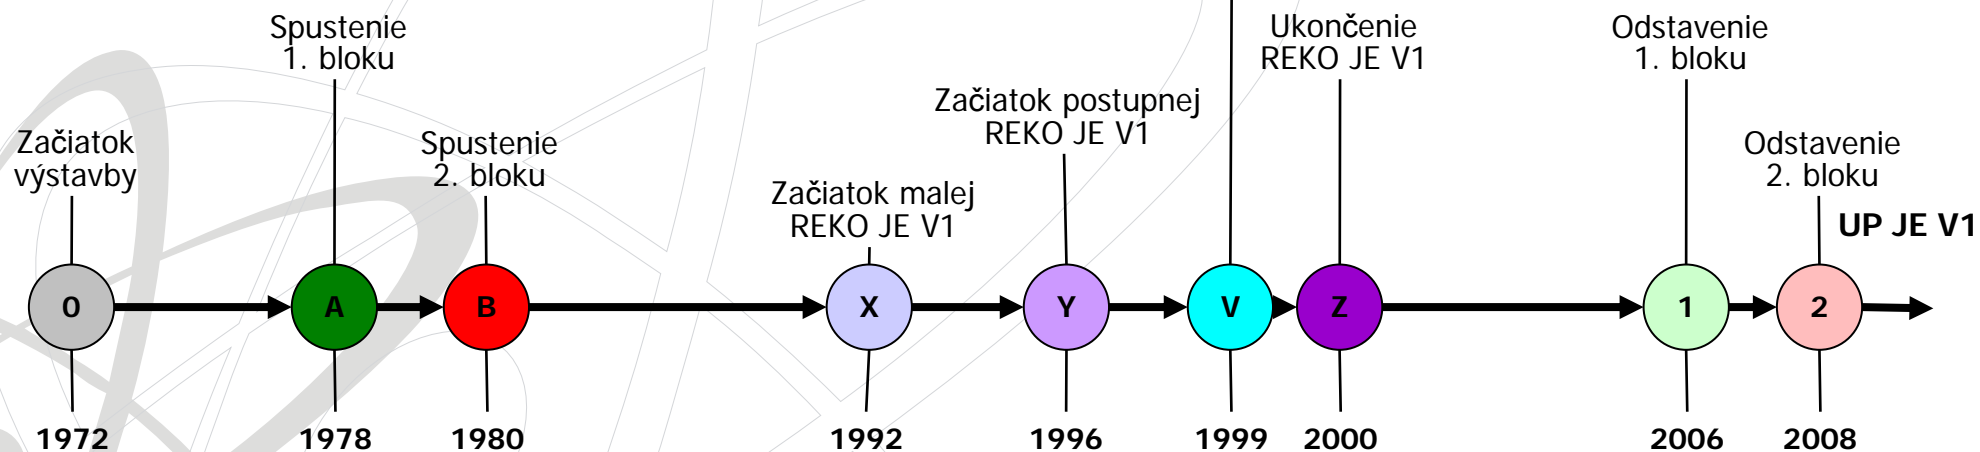 Začiatok
výstavby
Spustenie
1. bloku
Spustenie
2. bloku
Začiatok malej
REKO JE V1
Začiatok postupnej
REKO JE V1
Ukončenie
REKO JE V1
Odstavenie
1. bloku
Odstavenie
2. bloku
UP JE V1
0
A
B
X
Y
V
Z
1
2
1972
1978
1980
1992
1996
1999
2000
2006
2008